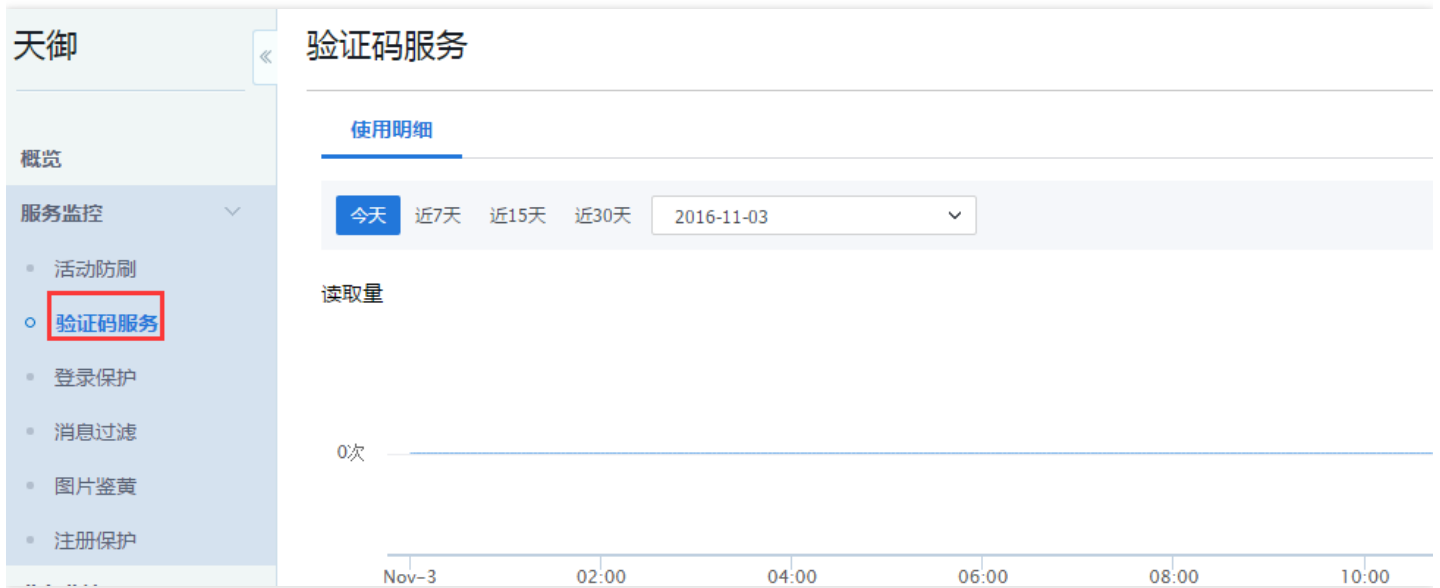 天御
概览
服务监控
活动防刷
验证码服务
登录保护
消息过滤
图片鉴黄
注册保护
验证码服务
使用明细
今天 近7天 近15天 近30天 2016-11-03
读取量
0次
Nov-3 02:00 04:00 06:00 08:00 10:00